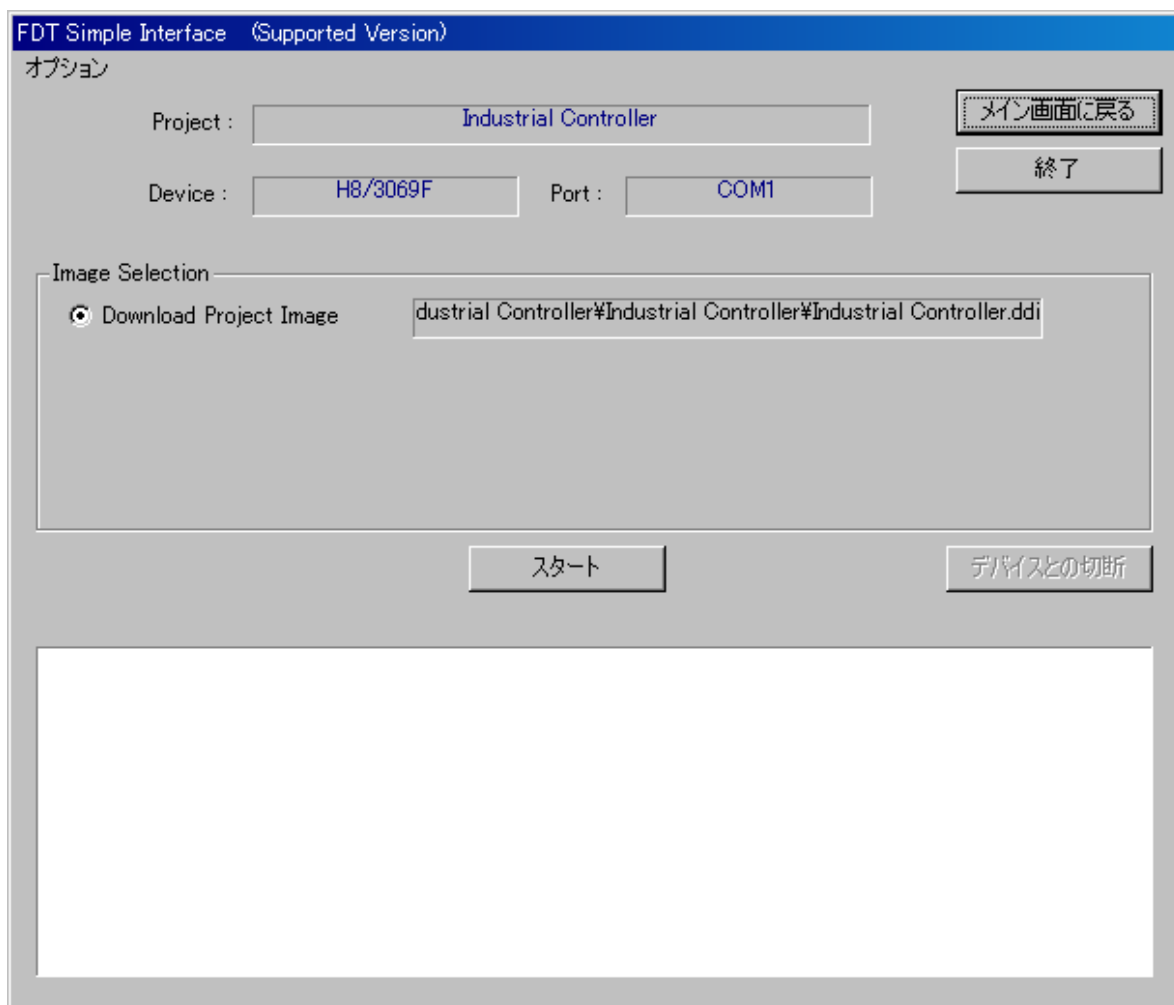 FDT Simple Interface (Supported Version)
オプション
Project : Industrial Controller
メイン画面に戻る
終了
Device : H8/3069F Port : COM1
Image Selection
Download Project Image dustrial Controller¥Industrial Controller¥Industrial Controller.ddi
スタート
デバイスとの切断